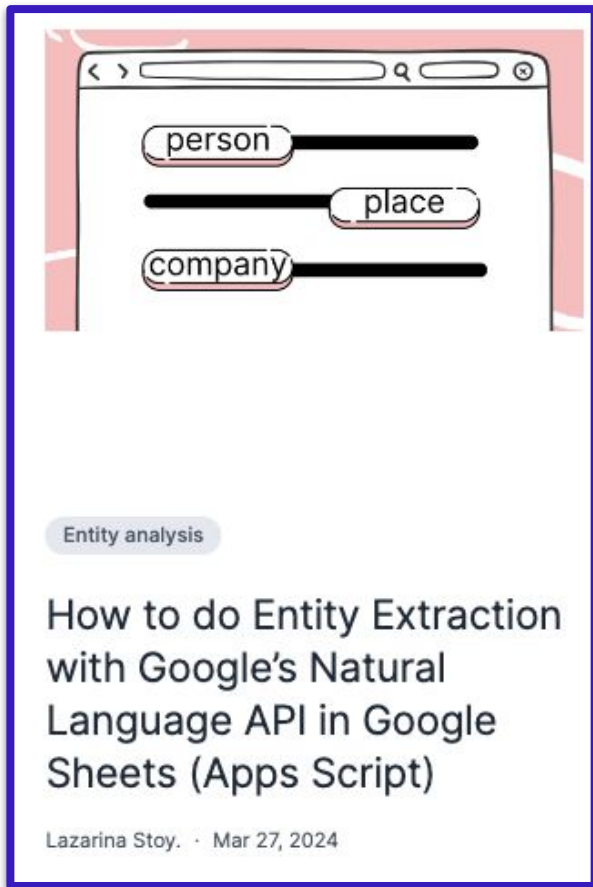 person
place
company
Entity analysis
How to do Entity Extraction
with Google’s Natural
Language API in Google
Sheets (Apps Script)
Lazarina Stoy. · Mar 27, 2024